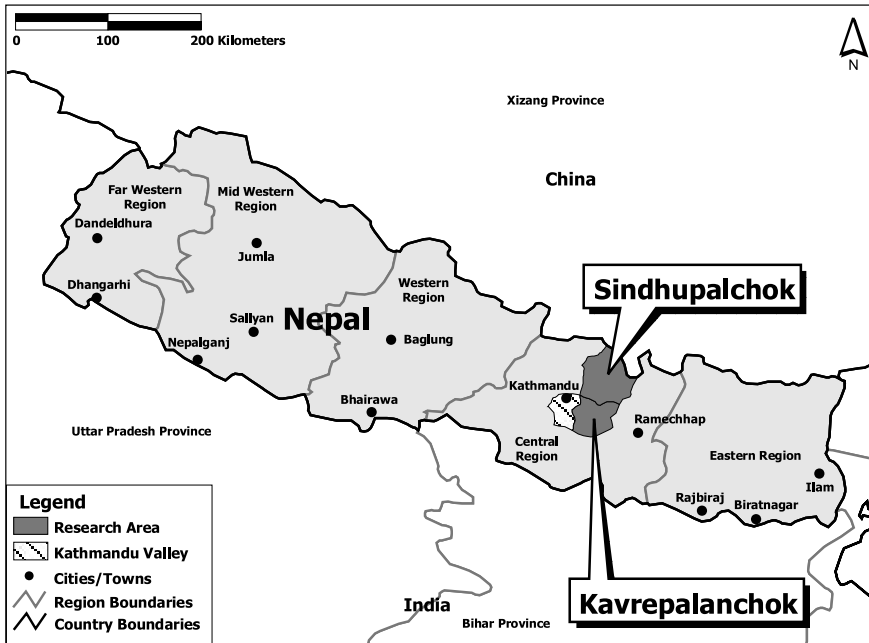 0 100 200 Kilometers
N
Xizang Province
China
Far Western
Region
Mid Western
Region
Dandeldhura
Jumla
Western
Region
Dhangarhi
Sindhupalchok
Sallyan
Nepal
Nepalganj
Baglung
Kathmandu
Bhairawa
Ramechhap
Uttar Pradesh Province
Central
Region
Eastern Region
Ilam
Rajbiraj
Biratnagar
Legend
Research Area
Kathmandu Valley
Cities/Towns
Region Boundaries
Country Boundaries
India
Kavrepalanchok
Bihar Province